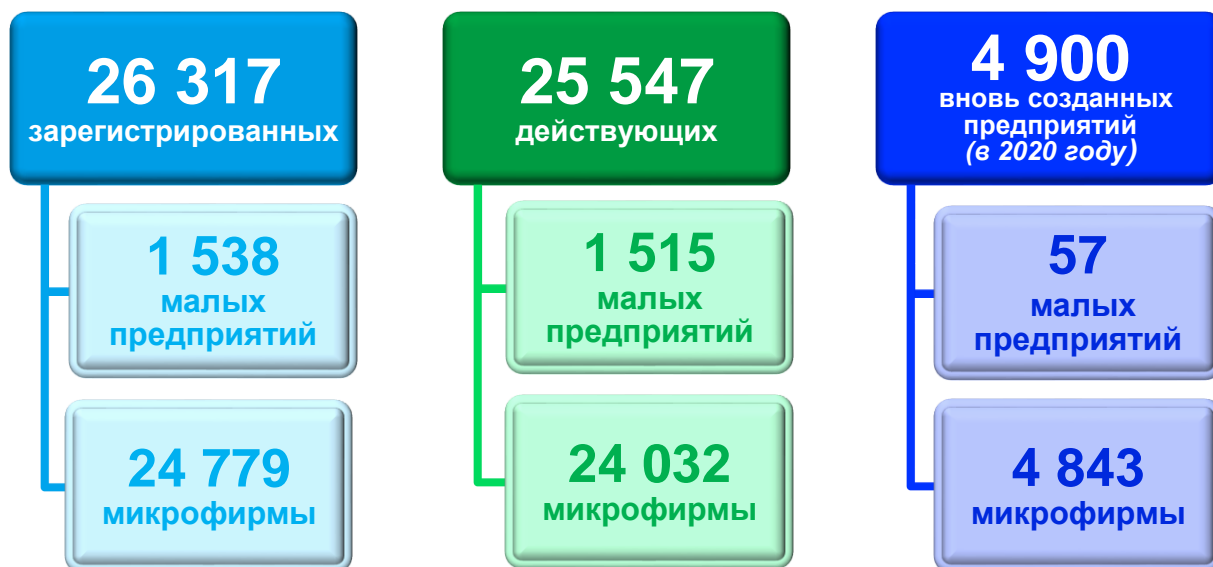 26 317
зарегистрированных
1 538
малых
предприятий
24 779
микрофирмы
25 547
действующих
1 515
малых
предприятий
24 032
микрофирмы
4 900
вновь созданных
предприятий
(в 2020 году)
57
малых
предприятий
4 843
микрофирмы